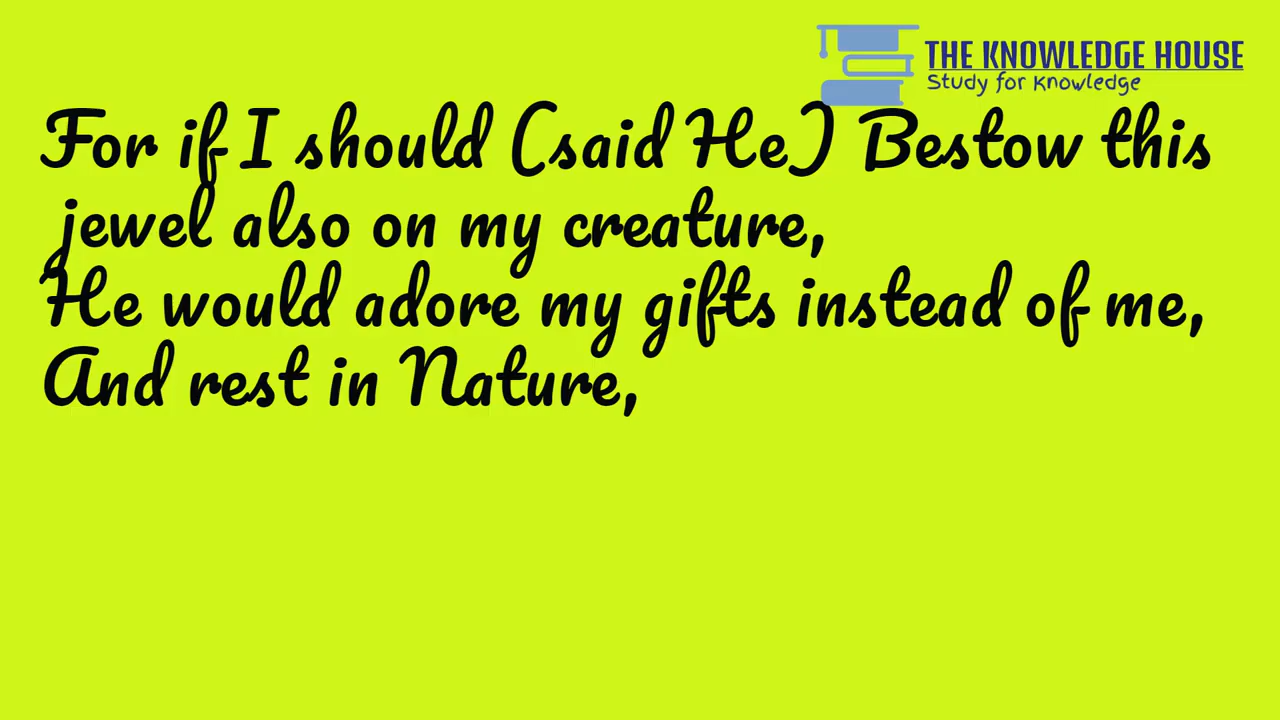 THE KNOWLEDGE HOUSE
Study for Knowledge
For if I should (said He) Bestow this
jewel also on my creature,
He would adore my gifts instead of me,
And rest in Nature,